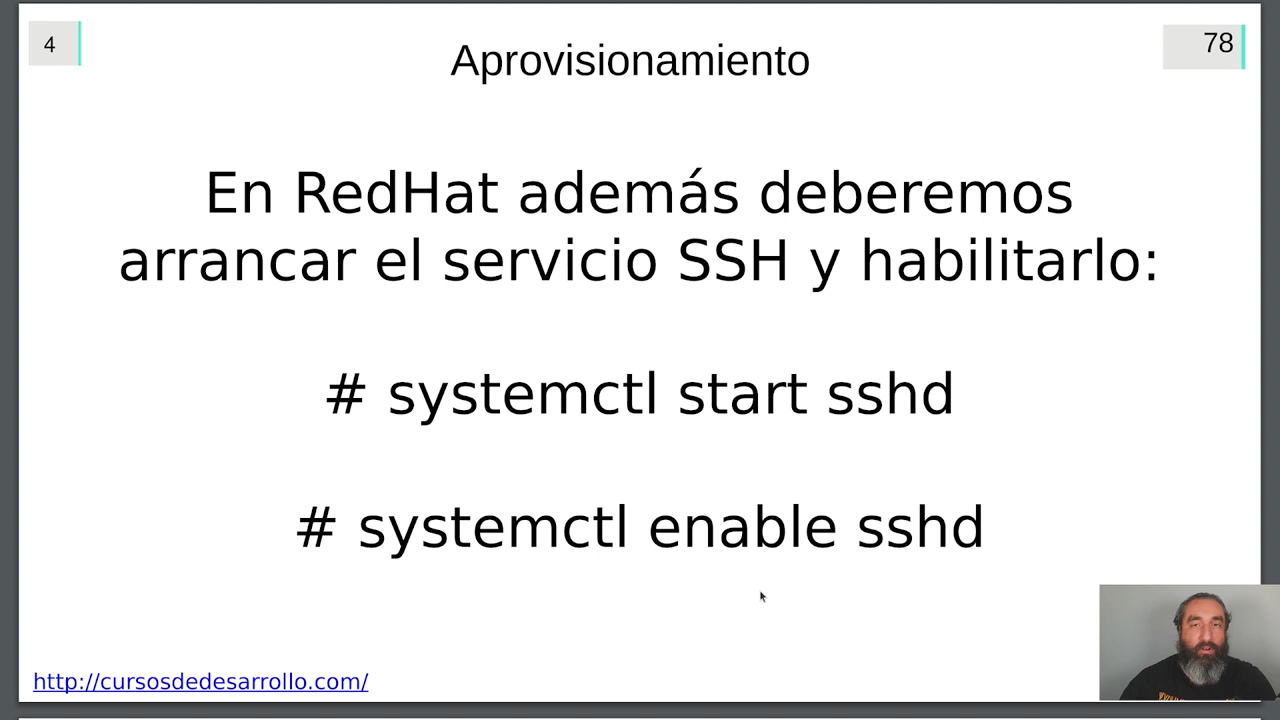 4
Aprovisionamiento
78
En RedHat además deberemos
arrancar el servicio SSH y habilitarlo:
# systemctl start sshd
# systemctl enable sshd
http://cursosdedesarrollo.com/